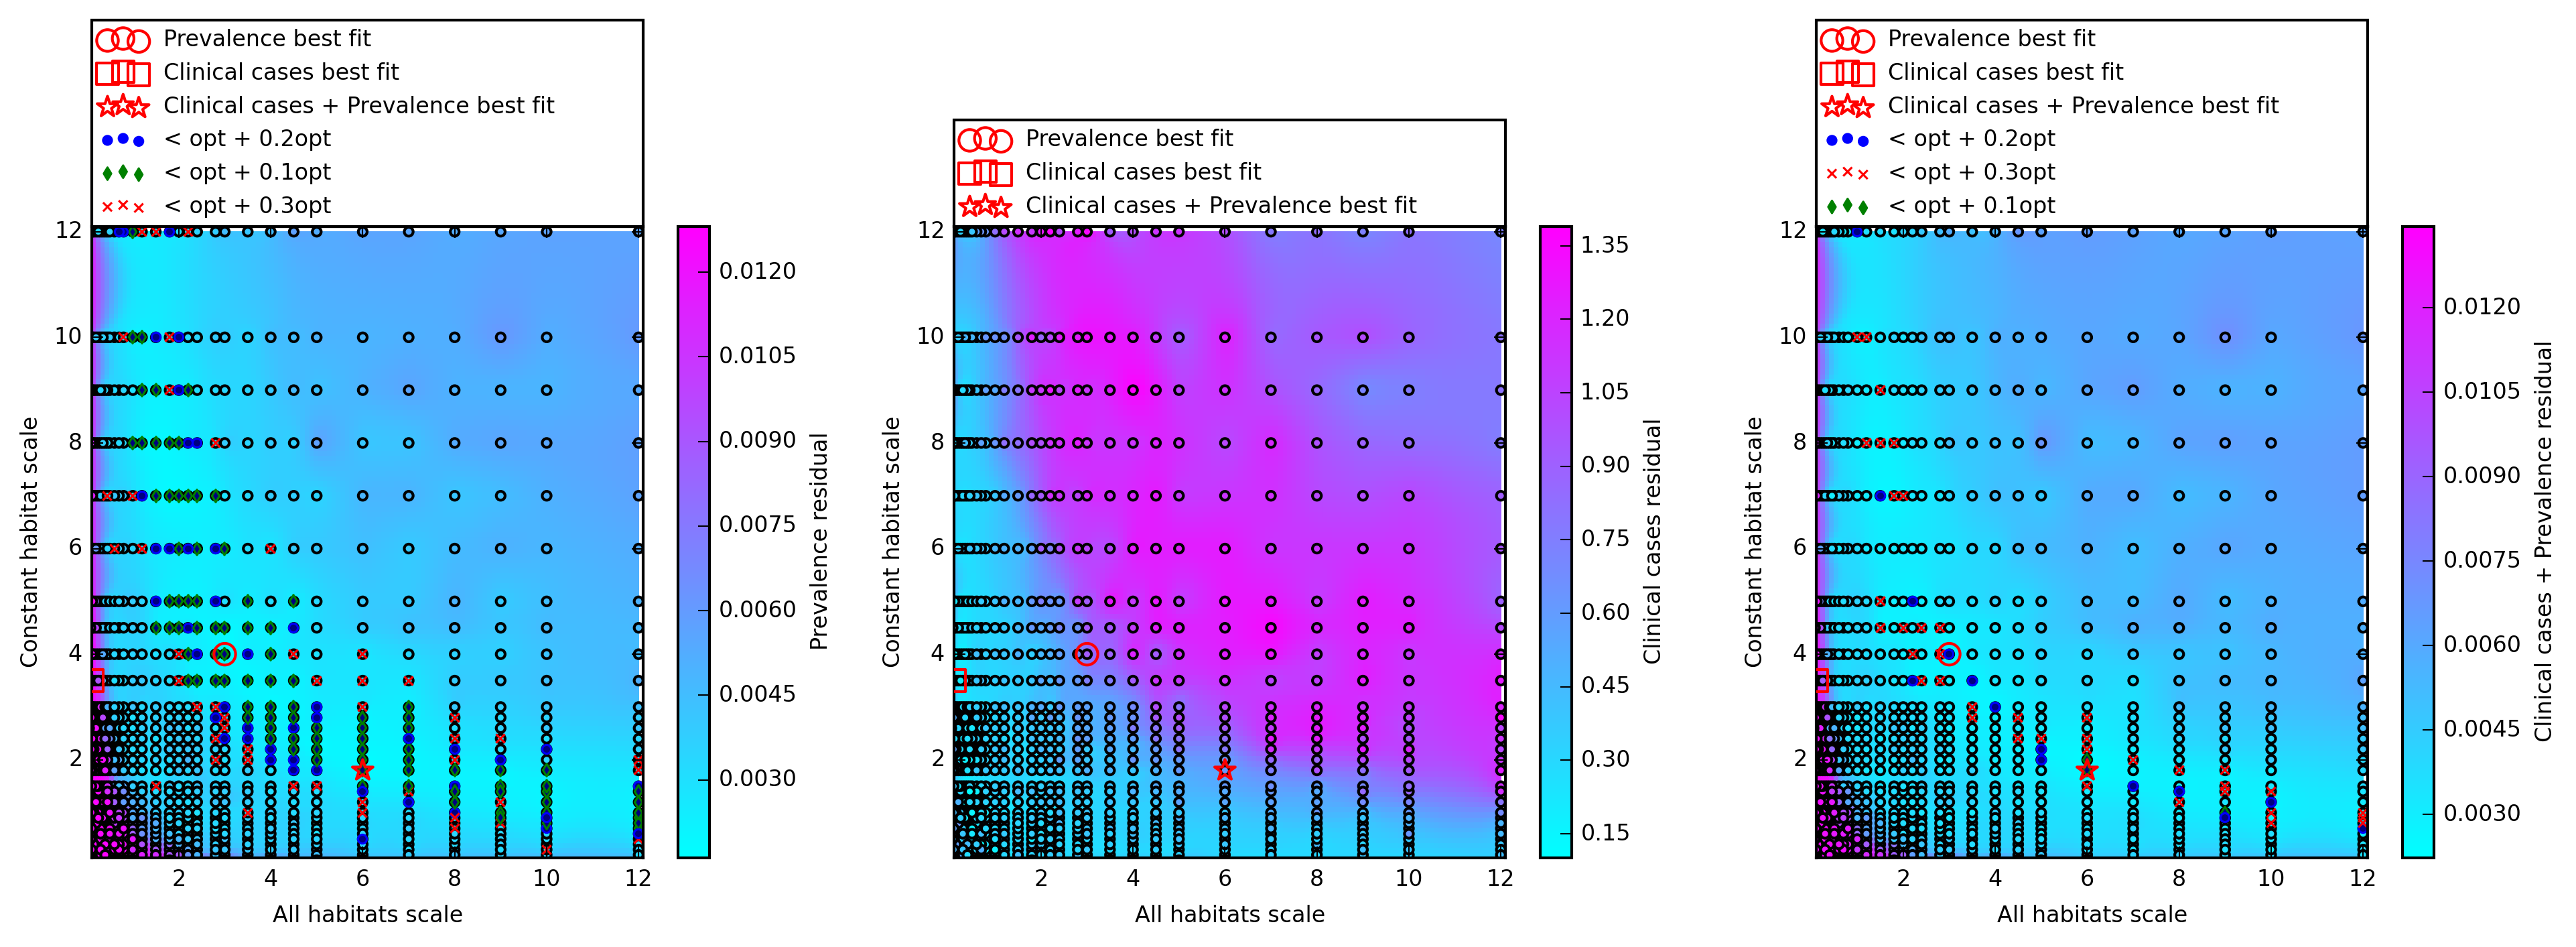 Prevalence best fit
Clinical cases best fit
Clinical cases + Prevalence best fit
< opt + 0.2opt
< opt + 0.1opt
< opt + 0.3opt
12
10
8
6
4
2
Constant habitat scale
2 4 6 8 10 12
All habitats scale
0.0120
0.0105
0.0090
0.0075
0.0060
0.0045
0.0030
Prevalence residual
Prevalence best fit
Clinical cases best fit
Clinical cases + Prevalence best fit
12
10
8
6
4
2
Constant habitat scale
2 4 6 8 10 12
All habitats scale
1.35
1.20
1.05
0.90
0.75
0.60
0.45
0.30
0.15
Clinical cases residual
Prevalence best fit
Clinical cases best fit
Clinical cases + Prevalence best fit
< opt + 0.2opt
< opt + 0.3opt
< opt + 0.1opt
12
10
8
6
4
2
Constant habitat scale
2 4 6 8 10 12
All habitats scale
0.0120
0.0105
0.0090
0.0075
0.0060
0.0045
0.0030
Clinical cases + Prevalence residual